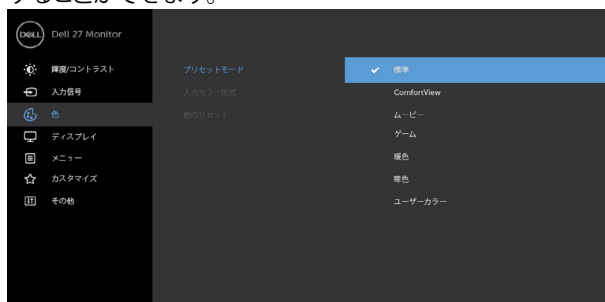 することができます。
DELL
Dell 27 Monitor
輝度/コントラスト
プリセットモード
標準
入力信号
入力カラー形式
ComfortView
色
色のリセット
ムービー
ディスプレイ
ゲーム
メニュー
暖色
カスタマイズ
寒色
その他
ユーザーカラー